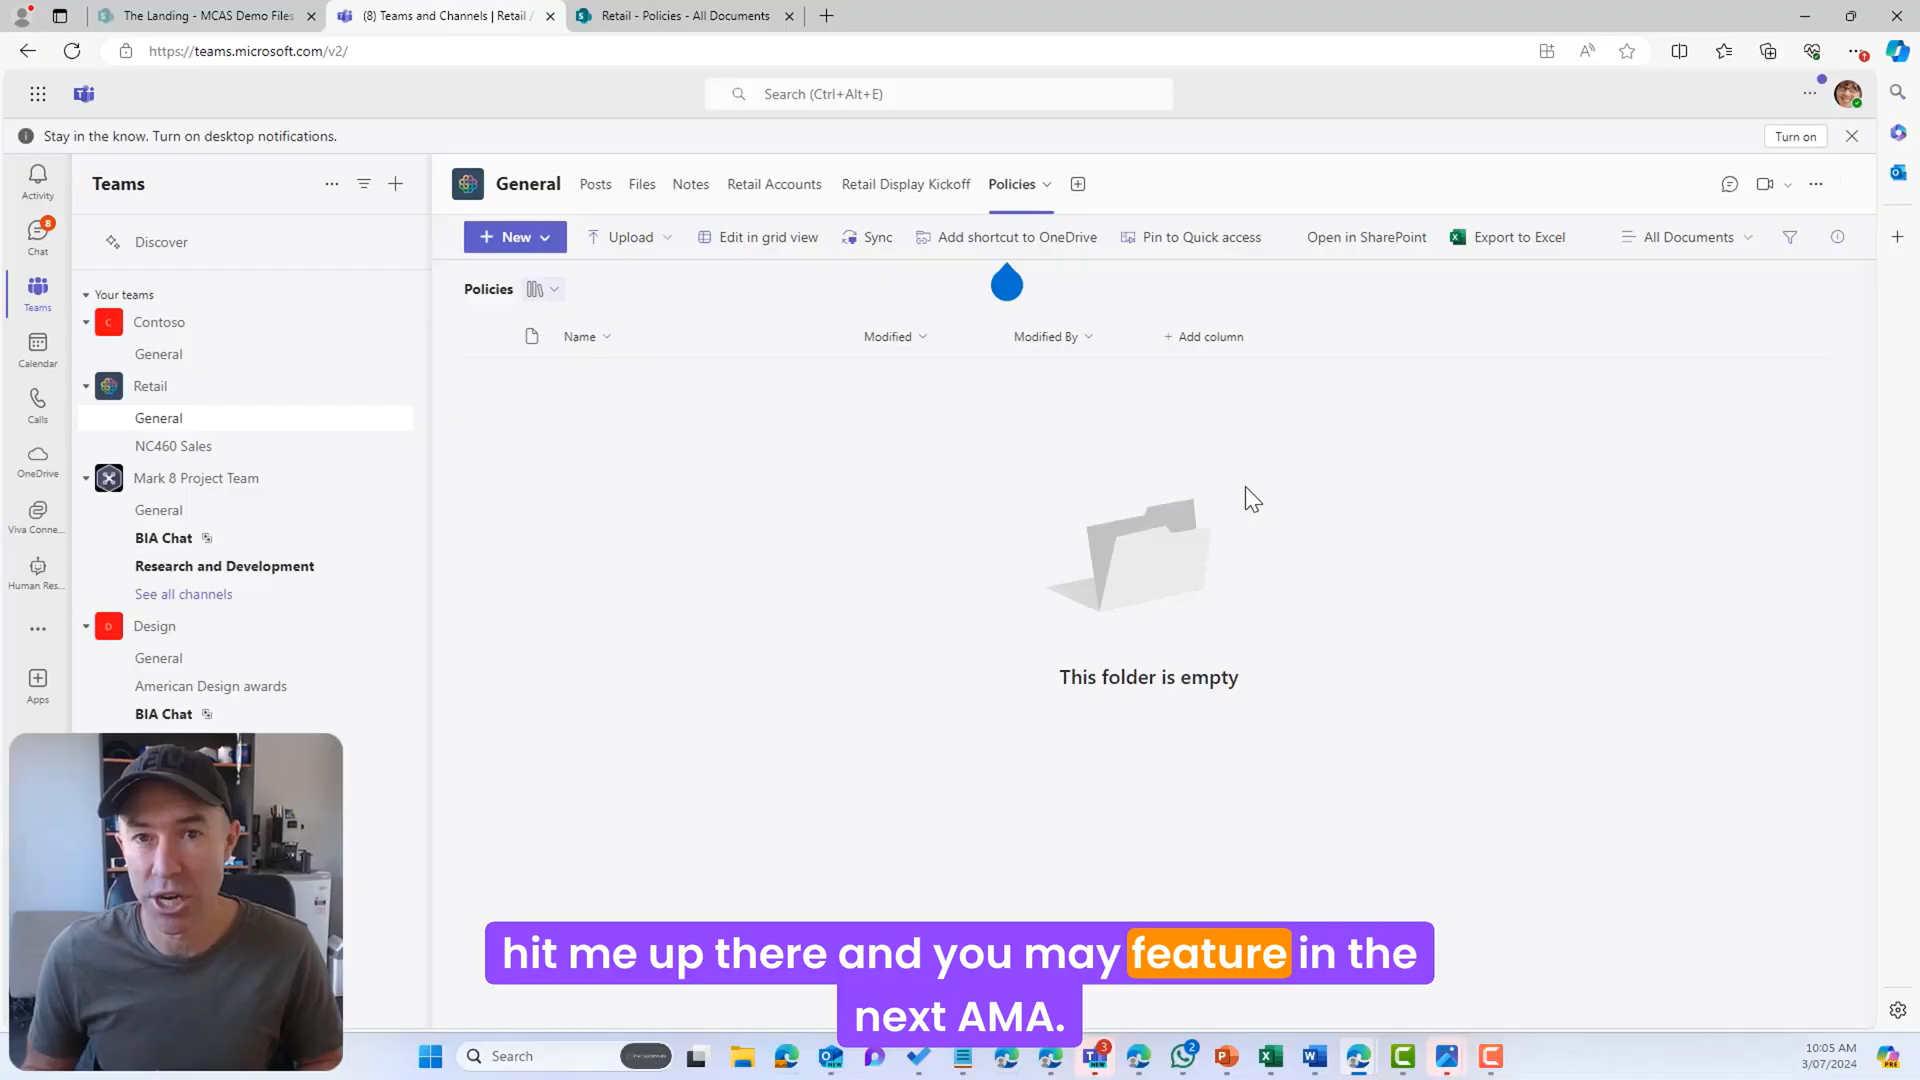 The Landing - MCAS Demo Files
(8) Teams and Channels | Retail /
Retail - Policies - All Documents
https://teams.microsoft.com/v2/
Search (Ctrl+Alt+E)
Stay in the know. Turn on desktop notifications.
Turn on
Activity
8
Chat
Teams
Calendar
Calls
OneDrive
Viva Conne...
Human Res...
Apps
Teams
Discover
Your teams
C
Contoso
General
Retail
General
NC460 Sales
Mark 8 Project Team
General
BIA Chat
Research and Development
See all channels
D
Design
General
American Design awards
BIA Chat
General
Posts
Files
Notes
Retail Accounts
Retail Display Kickoff
Policies
New
Upload
Edit in grid view
Sync
Add shortcut to OneDrive
Pin to Quick access
Open in SharePoint
Export to Excel
All Documents
Policies
Name
Modified
Modified By
+ Add column
This folder is empty
hit me up there and you may feature in the
next AMA.
Search
3
2
10:05 AM
3/07/2024